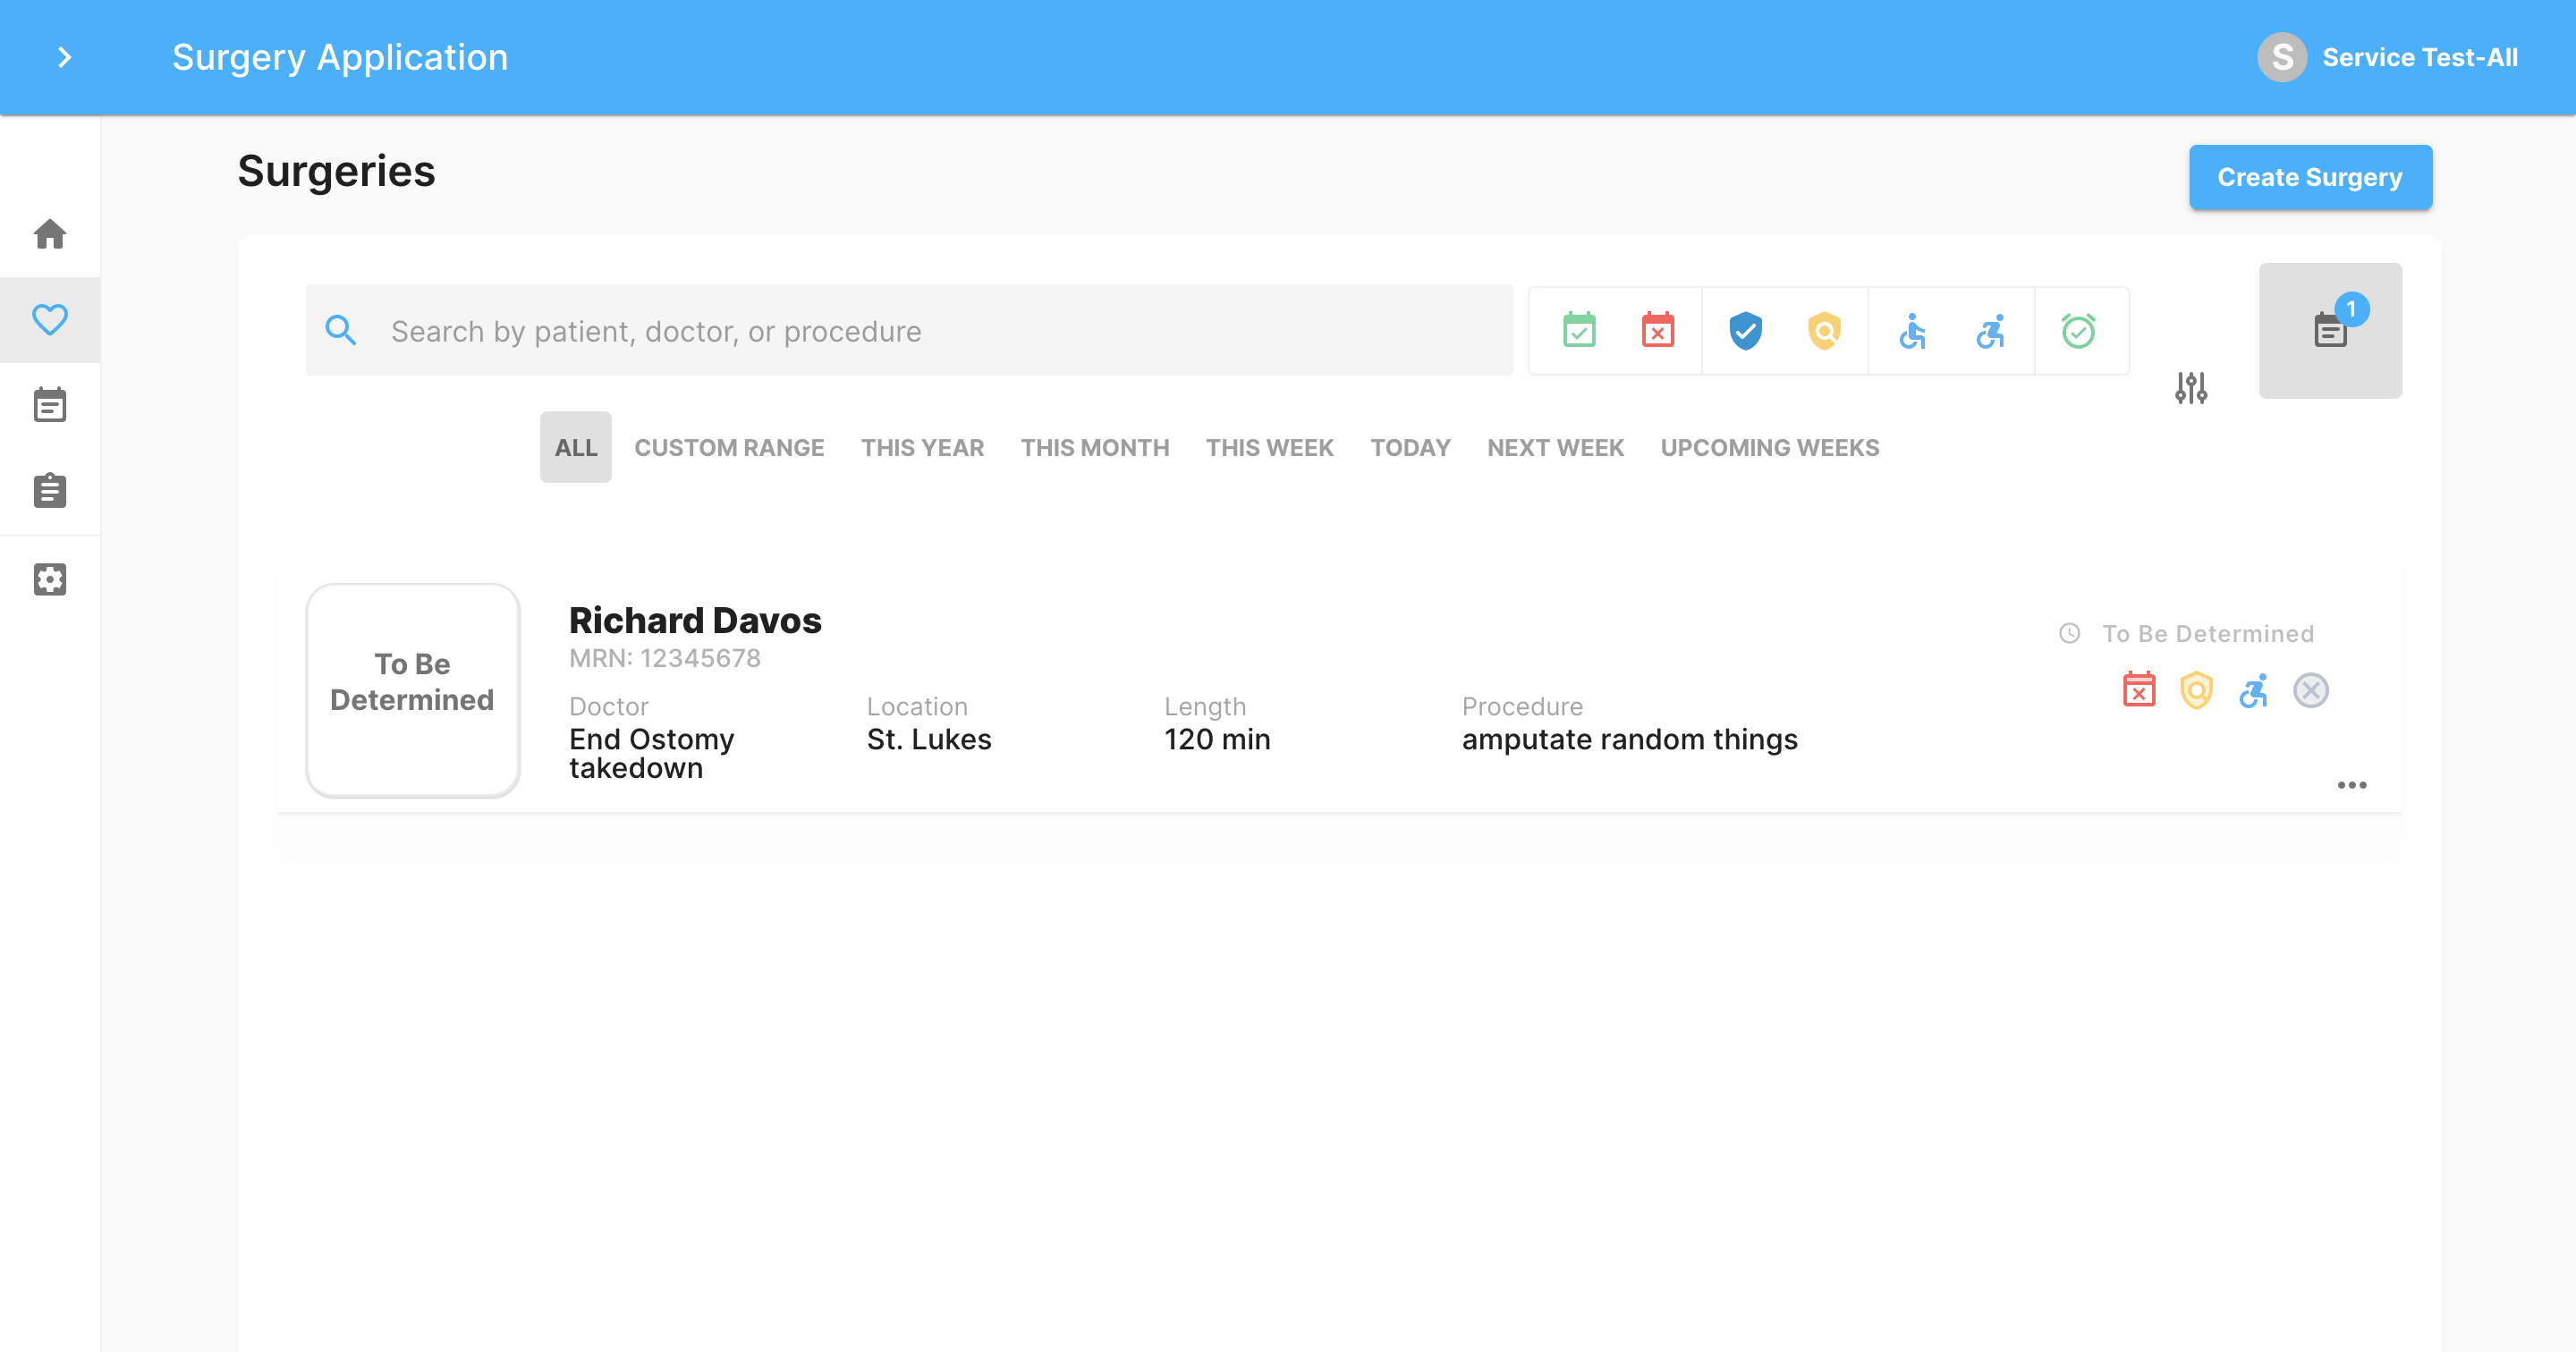 Surgery Application
S Service Test-All
Surgeries
Create Surgery
Search by patient, doctor, or procedure
1
ALL CUSTOM RANGE THIS YEAR THIS MONTH THIS WEEK TODAY NEXT WEEK UPCOMING WEEKS
To Be
Determined
Richard Davos
MRN: 12345678
To Be Determined
Doctor Location Length Procedure
End Ostomy St. Lukes 120 min amputate random things
takedown